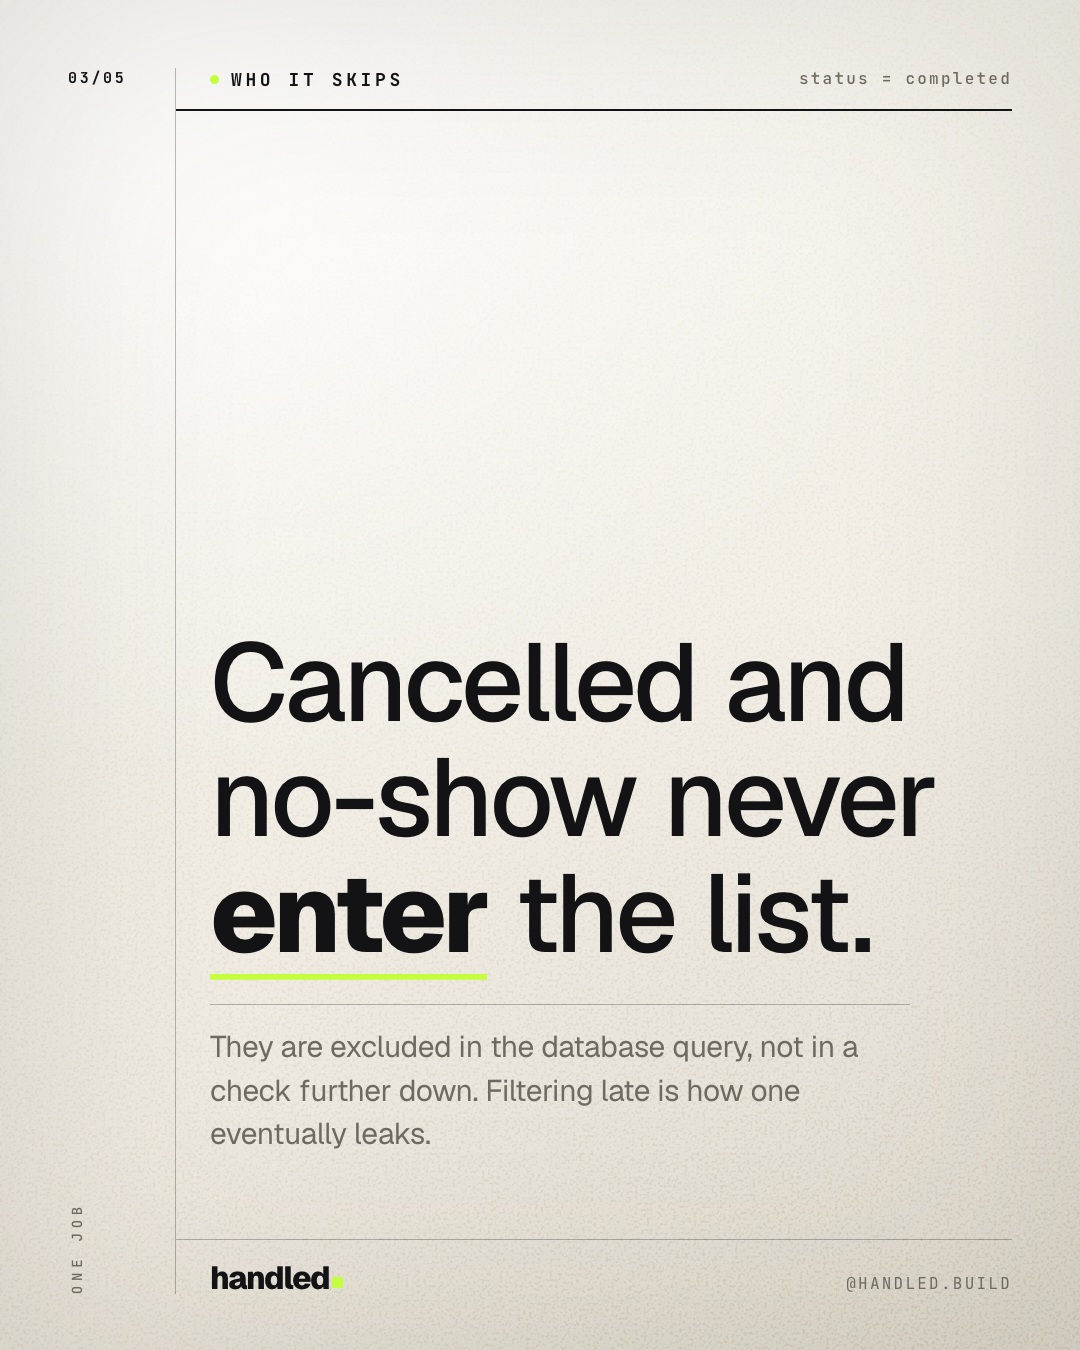 03/05
WHO IT SKIPS
status = completed
Cancelled and
no-show never
enter the list.
They are excluded in the database query, not in a
check further down. Filtering late is how one
eventually leaks.
ONE JOB
handled.
@HANDLED.BUILD